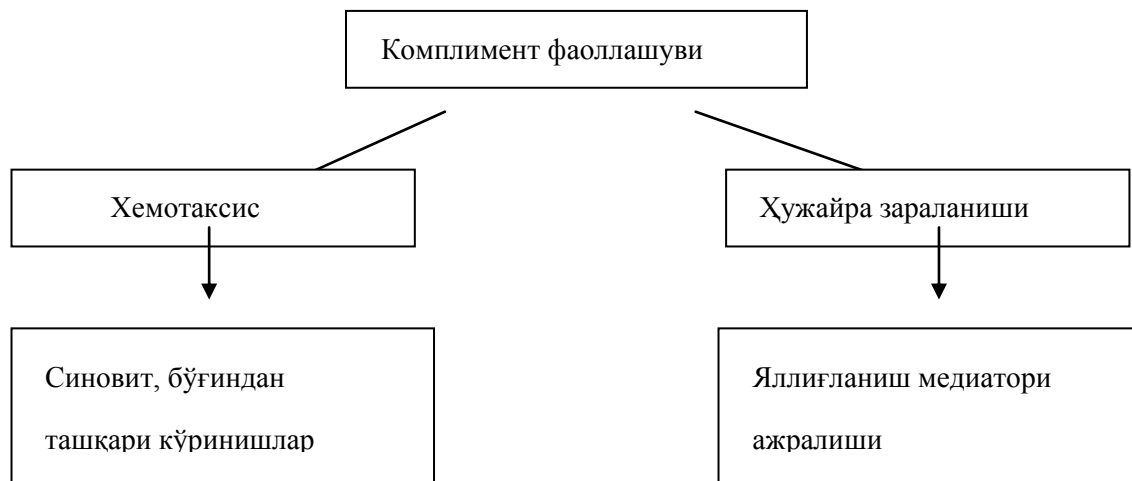 Комплимент фаоллашуви
Хемотаксис
Ҳужайра зараланиши
Синовит, бўғиндан
ташқари кўринишлар
Яллиғланиш медиатори
ажралиши